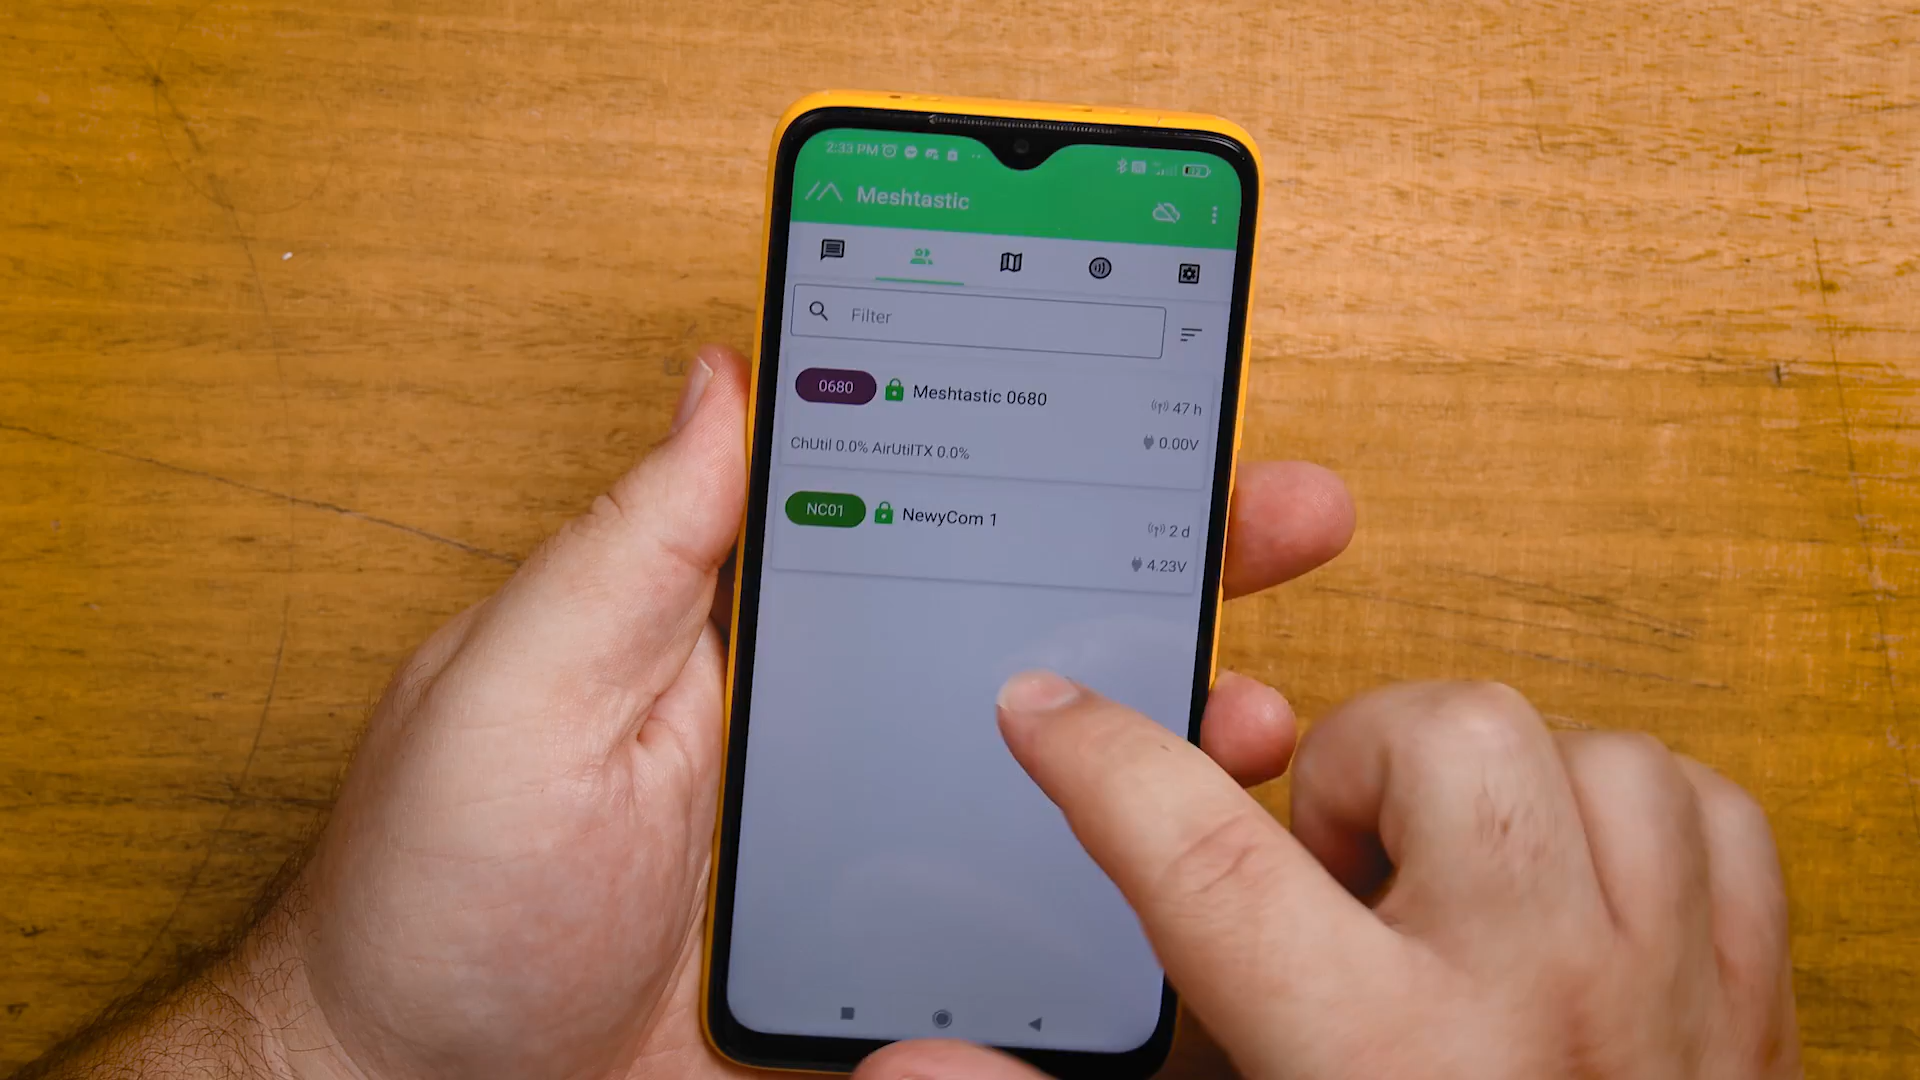 2:33 PM
Meshtastic
Filter
0680 Meshtastic 0680
47 h
0.00V
ChUtil 0.0% AirUtilTX 0.0%
NC01 NewyCom 1
2 d
4.23V